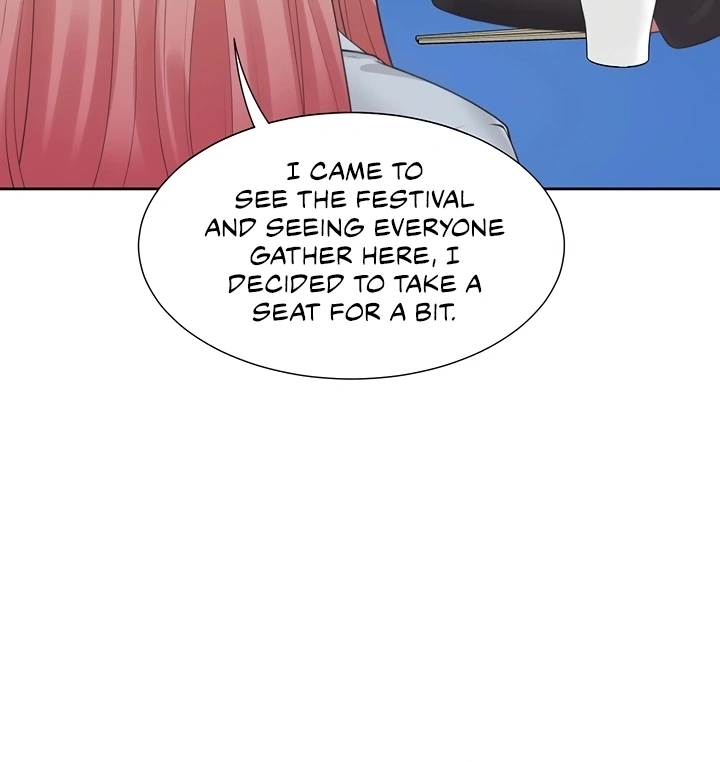 I CAME TO
SEE THE FESTIVAL
AND SEEING EVERYONE
GATHER HERE, I
DECIDED TO TAKE A
SEAT FOR A BIT.